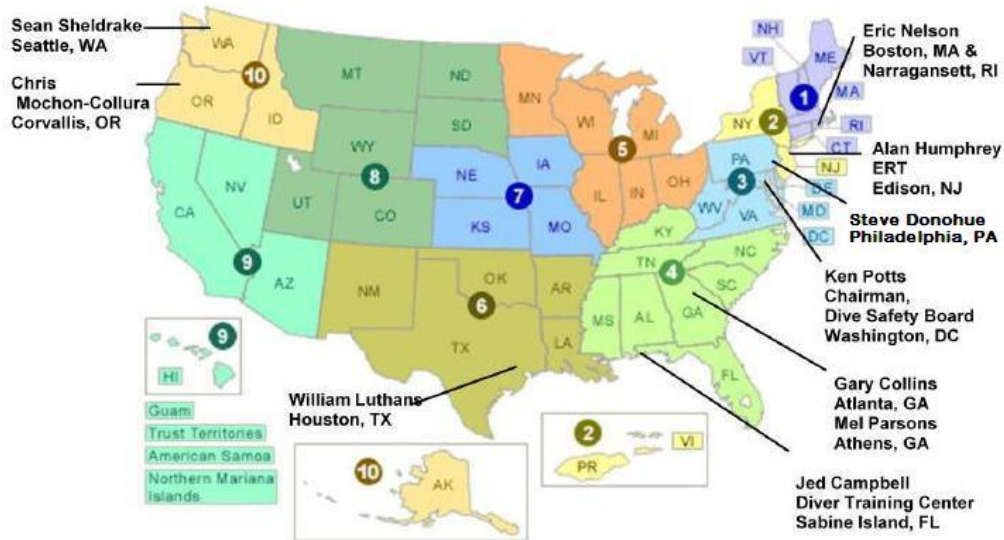 Sean Sheldrake
Seattle, WA
Chris
Mochon-Collura
Corvallis, OR
Eric Nelson
Boston, MA &
Narragansett, RI
Alan Humphrey
ERT
Edison, NJ
Steve Donohue
Philadelphia, PA
Ken Potts
Chairman,
Dive Safety Board
Washington, DC
Gary Collins
Atlanta, GA
Mel Parsons
Athens, GA
Jed Campbell
Diver Training Center
Sabine Island, FL
William Luthans
Houston, TX
WA
10
OR
ID
MT
ND
SD
WY
8
UT
CO
NE
IA
7
KS
MO
MN
WI
MI
5
IL
IN
OH
NH
VT
ME
1
MA
RI
CT
NY
2
NJ
PA
3
DE
MD
DC
WV
VA
KY
TN
NC
4
SC
MS
AL
GA
FL
CA
NV
9
AZ
NM
OK
6
AR
TX
LA
9
HI
Guam
Trust Territories
American Samoa
Northern Mariana
Islands
10
AK
2
VI
PR